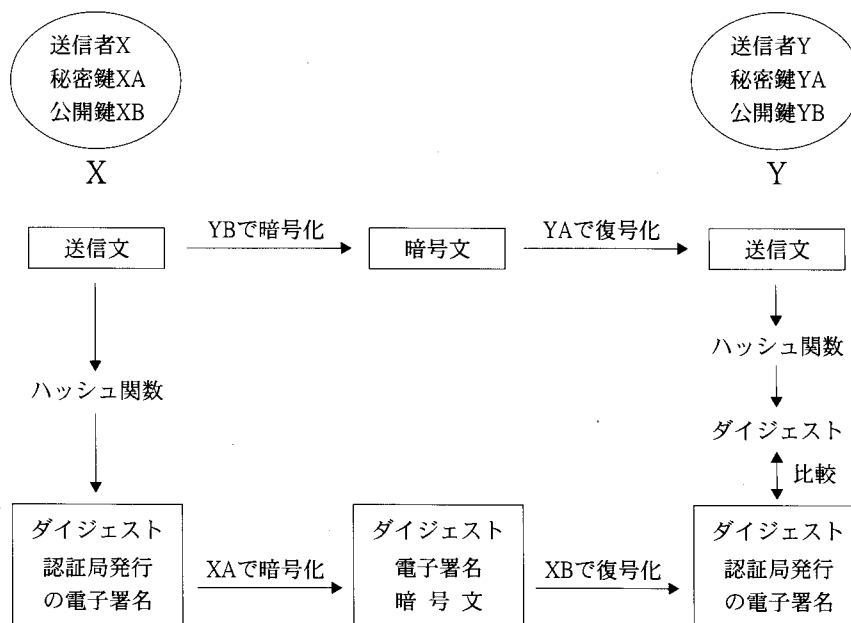 送信者X
秘密鍵XA
公開鍵XB
X
送信者Y
秘密鍵YA
公開鍵YB
Y
送信文
YBで暗号化
暗号文
YAで復号化
送信文
ハッシュ関数
ハッシュ関数
ダイジェスト
比較
ダイジェスト
認証局発行
の電子署名
XAで暗号化
ダイジェスト
電子署名
暗 号 文
XBで復号化
ダイジェスト
認証局発行
の電子署名